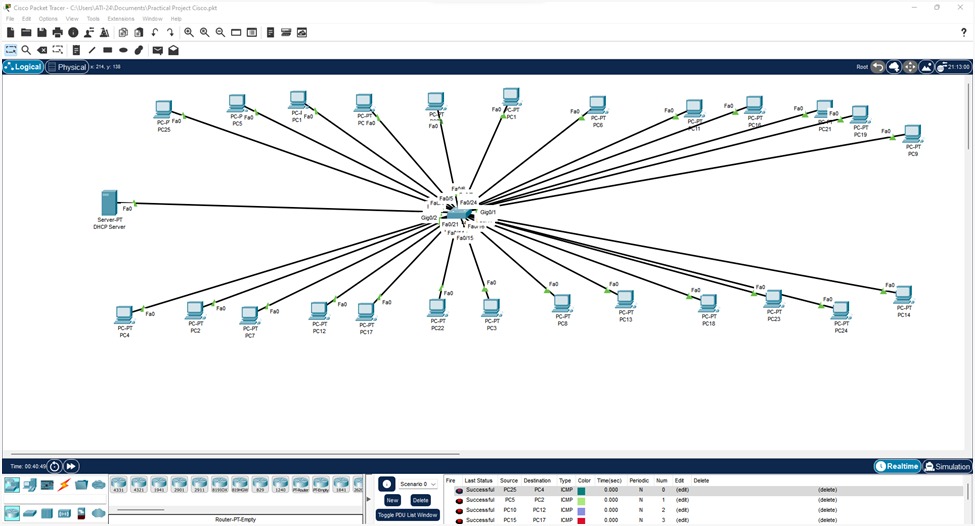 Cisco Packet Tracer - C:\Users\ATI-24\Documents\Practical Project Cisco.pkt
File Edit Options View Tools Extensions Window Help
?
Logical Physical x: 214, y: 138
Root 21:13:00
PC25 Fa0
PC5 Fa0
PC1 Fa0
PC-PT
PC Fa0
PC-PT
Fa0
Fa0 PC-PT
PC1
Fa0 PC-PT
PC6
Fa0 PC-PT
PC11
Fa0 PC-PT
PC16
Fa0 PC-PT
PC21
Fa0 PC-PT
PC19
Fa0 PC-PT
PC9
Server-PT
DHCP Server
Fa0
Fa0/5
Fa0/24
Gig0/2
Gig0/1
Fa0/21
Fa0/15
PC-PT
PC4
Fa0
PC-PT
PC2
Fa0
PC-PT
PC7
Fa0
PC-PT
PC12
Fa0
PC-PT
PC17
Fa0
PC-PT
PC22
Fa0
PC-PT
PC3
Fa0
PC-PT
PC8
Fa0
PC-PT
PC13
Fa0
PC-PT
PC18
Fa0
PC-PT
PC23
Fa0
PC-PT
PC24
Fa0
PC-PT
PC14
Fa0
Time: 00:40:49
Realtime Simulation
4331 4321 1941 2901 2911 819IOX 819HGW 829 1240 PT-Router PT-Empty 1841
Router-PT-Empty
Scenario 0
New Delete
Toggle PDU List Window
Fire Last Status Source Destination Type Color Time(sec) Periodic Num Edit Delete
Successful PC25 PC4 ICMP 0.000 N 0 (edit) (delete)
Successful PC5 PC2 ICMP 0.000 N 1 (edit) (delete)
Successful PC10 PC12 ICMP 0.000 N 2 (edit) (delete)
Successful PC15 PC17 ICMP 0.000 N 3 (edit) (delete)